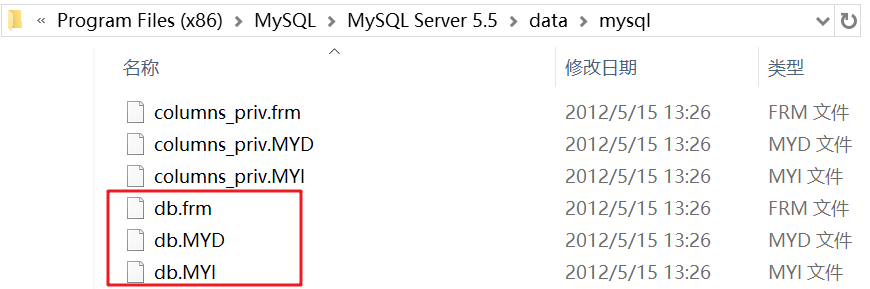 « Program Files (x86) > MySQL > MySQL Server 5.5 > data > mysql
名称 修改日期 类型
columns_priv.frm 2012/5/15 13:26 FRM 文件
columns_priv.MYD 2012/5/15 13:26 MYD 文件
columns_priv.MYI 2012/5/15 13:26 MYI 文件
db.frm 2012/5/15 13:26 FRM 文件
db.MYD 2012/5/15 13:26 MYD 文件
db.MYI 2012/5/15 13:26 MYI 文件